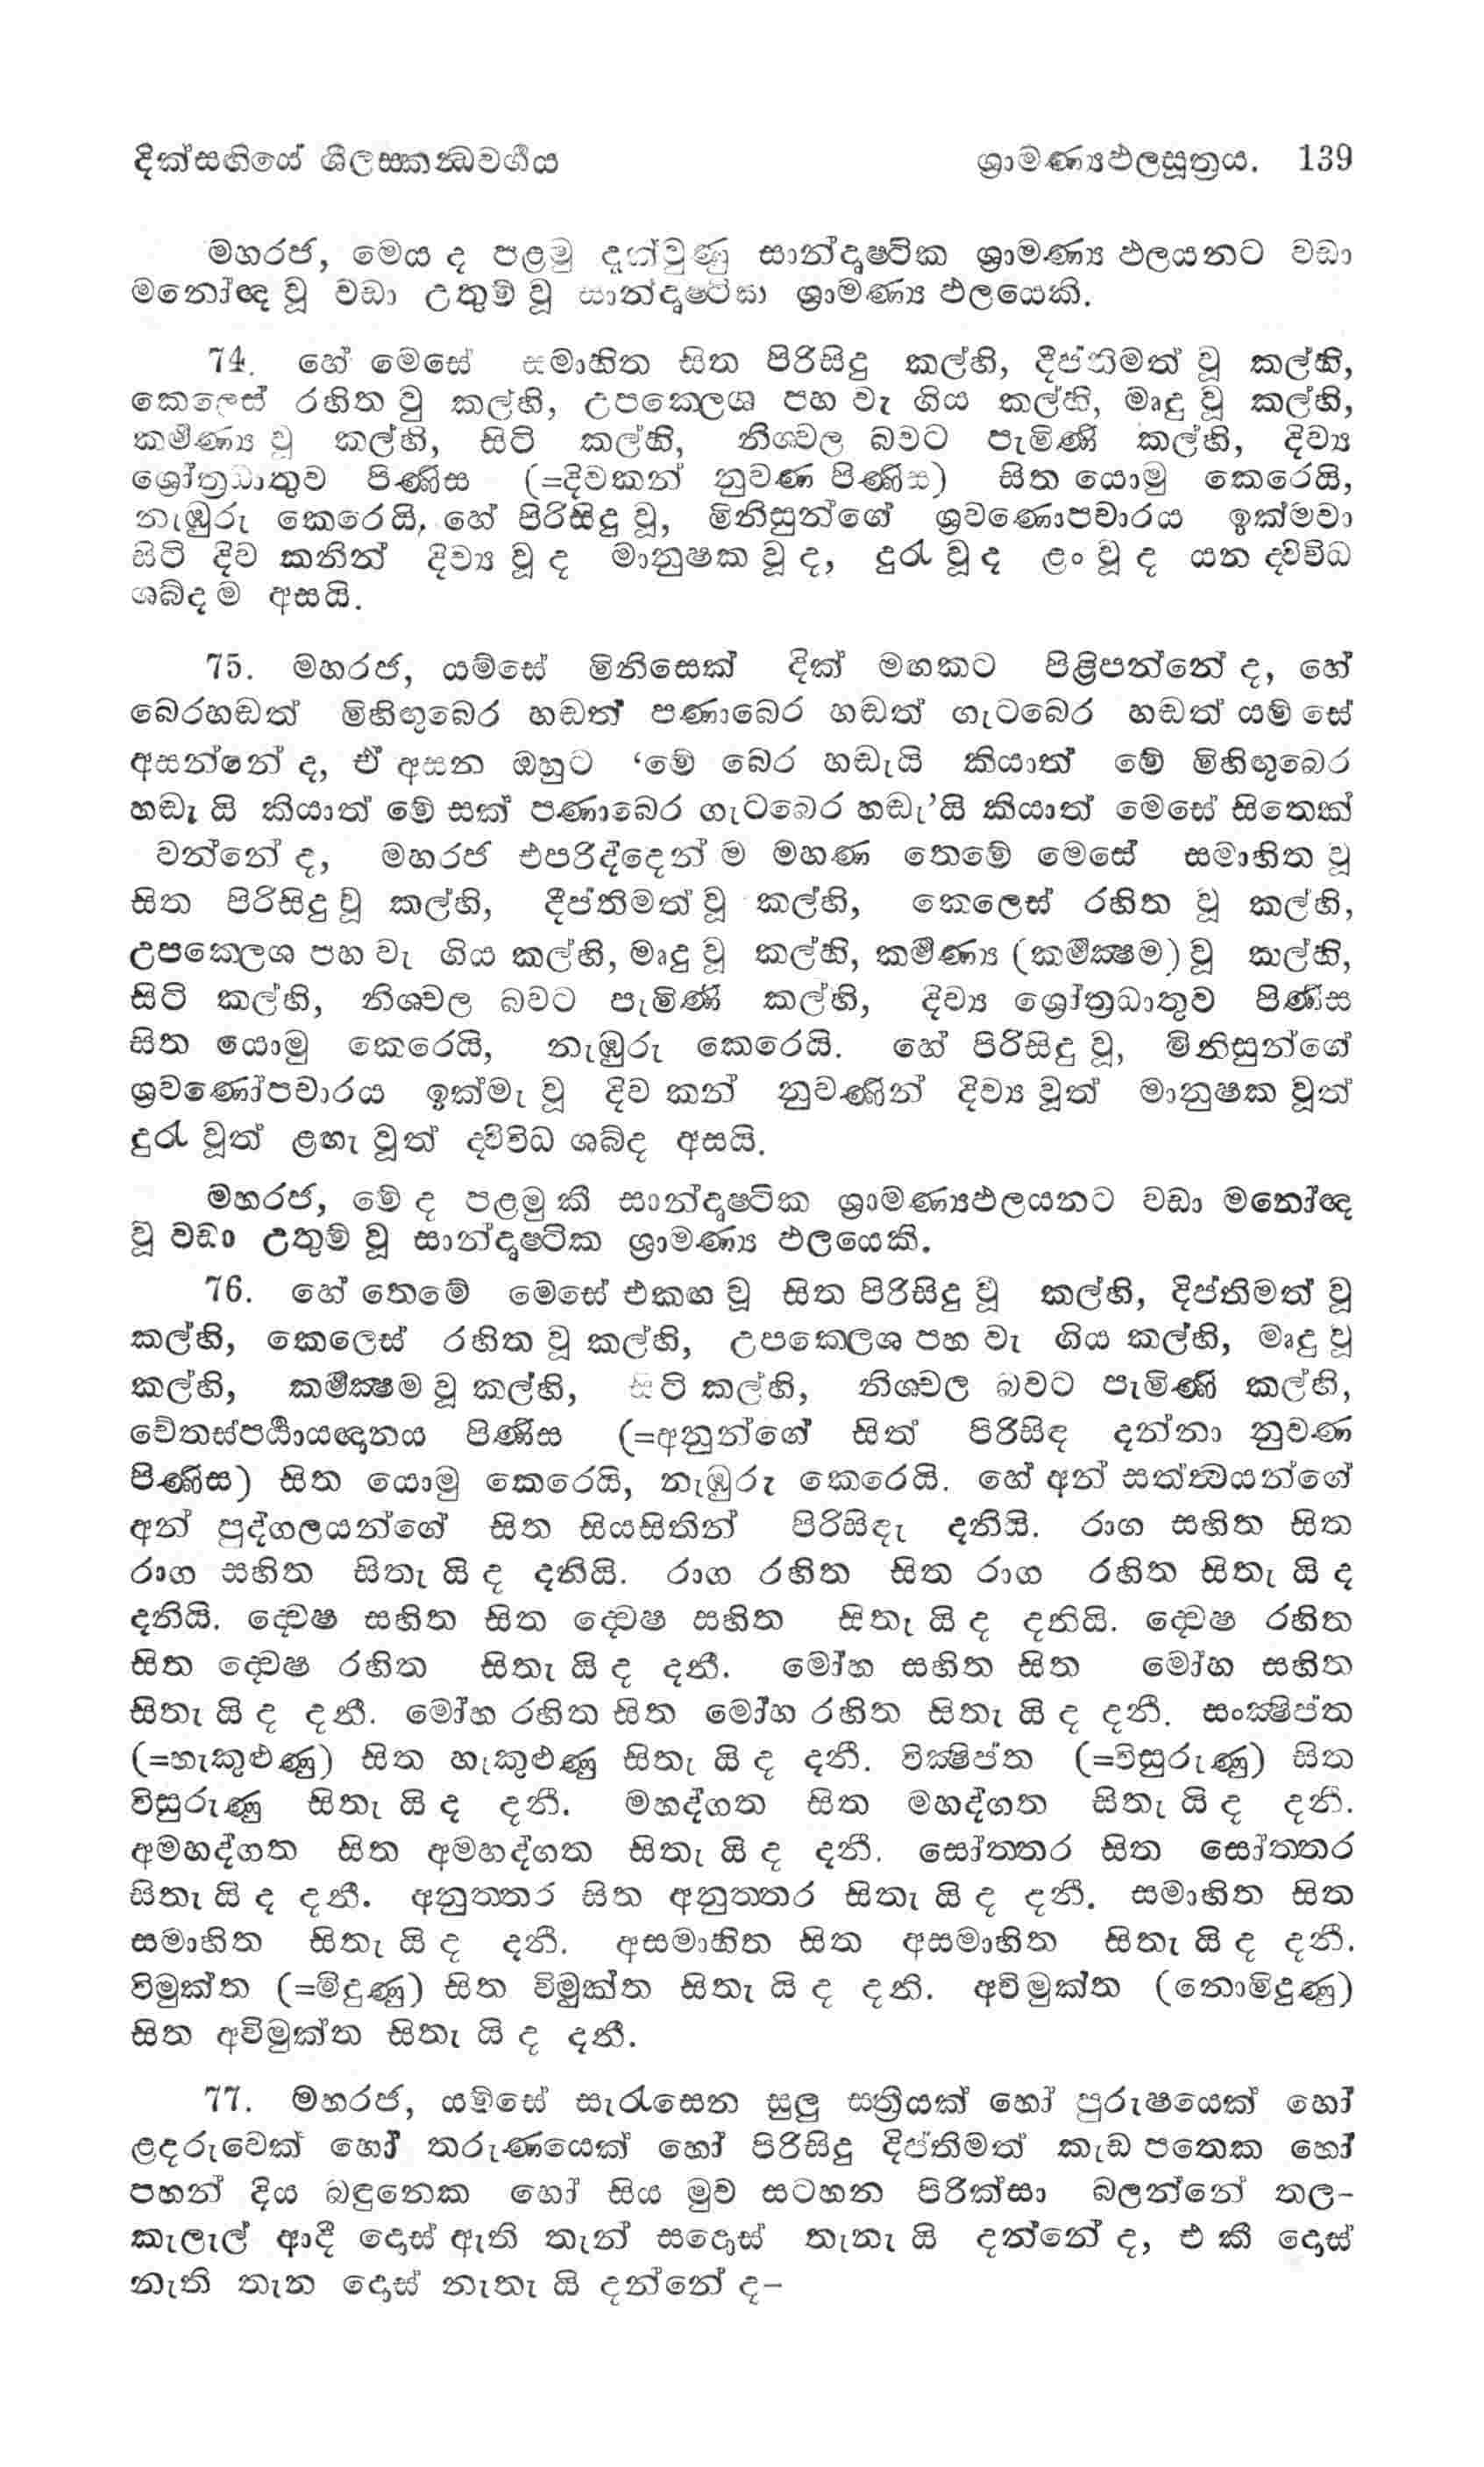 දික්සඟියේ ශීලස්කන්ධවර්ගය ශ්‍රාමණ්‍යඵලසූත්‍රය. 139
මහරජ, මෙය ද පළමු දැක්වුණු සාන්දෘෂ්ටික ශ්‍රාමණ්‍ය ඵලයනට වඩා
මනෝඥ වූ වඩා උතුම් වූ සාන්දෘෂ්ටික ශ්‍රාමණ්‍ය ඵලයෙකි.
74. හේ මෙසේ සමාහිත සිත පිරිසිදු කල්හි, දීප්තිමත් වූ කල්හි,
කෙලෙස් රහිත වු කල්හි, උපක්ලෙශ පහ වැ ගිය කල්හි, මෘදු වූ කල්හි,
කර්මණ්‍ය වූ කල්හි, සිටි කල්හි, නිශ්චල බවට පැමිණි කල්හි, දිව්‍ය
ශ්‍රෝත්‍රධාතුව පිණිස (=දිවකන් නුවණ පිණිස) සිත යොමු කෙරෙයි,
නැඹුරු කෙරෙයි, හේ පිරිසිදු වූ, මිනිසුන්ගේ ශ්‍රවණොපචාරය ඉක්මවා
සිටි දිව කනින් දිව්‍ය වූ ද මානුෂක වූ ද, දුරැ වූ ද ළං වූ ද යන ද්විවිධ
ශබ්ද ම අසයි.
75. මහරජ, යම්සේ මිනිසෙක් දික් මගකට පිළිපන්නේ ද, හේ
බෙරහඬත් මිහිඟුබෙර හඬත් පණාබෙර හඬත් ගැටබෙර හඬත් යම් සේ
අසන්නේ ද, ඒ අසන ඔහුට ‘මේ බෙර හඬැයි කියාත් මේ මිහිඟුබෙර
හඬැ යි කියාත් මේ සක් පණාබෙර ගැටබෙර හඬැ’යි කියාත් මෙසේ සිතෙක්
වන්නේ ද, මහරජ එපරිද්දෙන් ම මහණ තෙමේ මෙසේ සමාහිත වූ
සිත පිරිසිදු වූ කල්හි, දීප්තිමත් වූ කල්හි, කෙලෙස් රහිත වූ කල්හි,
උපක්ලෙශ පහ වැ ගිය කල්හි, මෘදු වූ කල්හි, කර්මණ්‍ය (කර්මක්‍ෂම) වූ කල්හි,
සිටි කල්හි, නිශ්චල බවට පැමිණි කල්හි, දිව්‍ය ශ්‍රෝත්‍රධාතුව පිණිස
සිත යොමු කෙරෙයි, නැඹුරු කෙරෙයි. හේ පිරිසිදු වූ, මිනිසුන්ගේ
ශ්‍රවණෝපචාරය ඉක්මැ වූ දිව කන් නුවණින් දිව්‍ය වූත් මානුෂක වූත්
දුරැ වූත් ළඟැ වූත් ද්විවිධ ශබ්ද අසයි.
මහරජ, මේ ද පළමු කී සාන්දෘෂ්ටික ශ්‍රාමණ්‍යඵලයනට වඩා මනෝඥ
වූ වඩා උතුම් වූ සාන්දෘෂ්ටික ශ්‍රාමණ්‍ය ඵලයෙකි.
76. හේ තෙමේ මෙසේ එකඟ වූ සිත පිරිසිදු වූ කල්හි, දිප්තිමත් වූ
කල්හි, කෙලෙස් රහිත වූ කල්හි, උපක්ලෙශ පහ වැ ගිය කල්හි, මෘදු වූ
කල්හි, කර්මක්‍ෂම වූ කල්හි, සිටි කල්හි, නිශ්චල බවට පැමිණි කල්හි,
චේතස්පර්‍ය්‍යායඥානය පිණිස (=අනුන්ගේ සිත් පිරිසිඳ දන්නා නුවණ
පිණිස) සිත යොමු කෙරෙයි, නැඹුරැ කෙරෙයි. හේ අන් සත්ත්‍වයන්ගේ
අන් පුද්ගලයන්ගේ සිත සියසිතින් පිරිසිඳැ දනියි. රාග සහිත සිත
රාග සහිත සිතැ යි ද දනියි. රාග රහිත සිත රාග රහිත සිතැ යි ද
දනියි. ද්වෙෂ සහිත සිත ද්වෙෂ සහිත සිතැ යි ද දනියි. ද්වෙෂ රහිත
සිත ද්වෙෂ රහිත සිතැ යි ද දනී. මෝහ සහිත සිත මෝහ සහිත
සිතැ යි ද දනී. මෝහ රහිත සිත මෝහ රහිත සිතැ යි ද දනී. සංක්‍ෂිප්ත
(=හැකුළුණු) සිත හැකුළුණු සිතැ යි ද දනී. වික්‍ෂිප්ත (=විසුරුණු) සිත
විසුරුණු සිතැ යි ද දනී. මහද්ගත සිත මහද්ගත සිතැ යි ද දනී.
අමහද්ගත සිත අමහද්ගත සිතැ යි ද දනී. සෝත්තර සිත සෝත්තර
සිතැ යි ද දනී. අනුත්තර සිත අනුත්තර සිතැ යි ද දනී. සමාහිත සිත
සමාහිත සිතැ යි ද දනී. අසමාහිත සිත අසමාහිත සිතැ යි ද දනී.
විමුක්ත (=මිදුණු) සිත විමුක්ත සිතැ යි ද දනි. අවිමුක්ත (නොමිදුණු)
සිත අවිමුක්ත සිතැ යි ද දනී.
77. මහරජ, යම්සේ සැරැසෙන සුලු ස්ත්‍රියක් හෝ පුරුෂයෙක් හෝ
ළදරුවෙක් හෝ තරුණයෙක් හෝ පිරිසිදු දිප්තිමත් කැඩ පතෙක හෝ
පහන් දිය බඳුනෙක හෝ සිය මුව සටහන පිරික්සා බලන්නේ තල-
කැලැල් ආදී දොස් ඇති තැන් සදොස් තැනැ යි දන්නේ ද, එ කී දොස්
නැති තැන දොස් නැතැ යි දන්නේ ද-